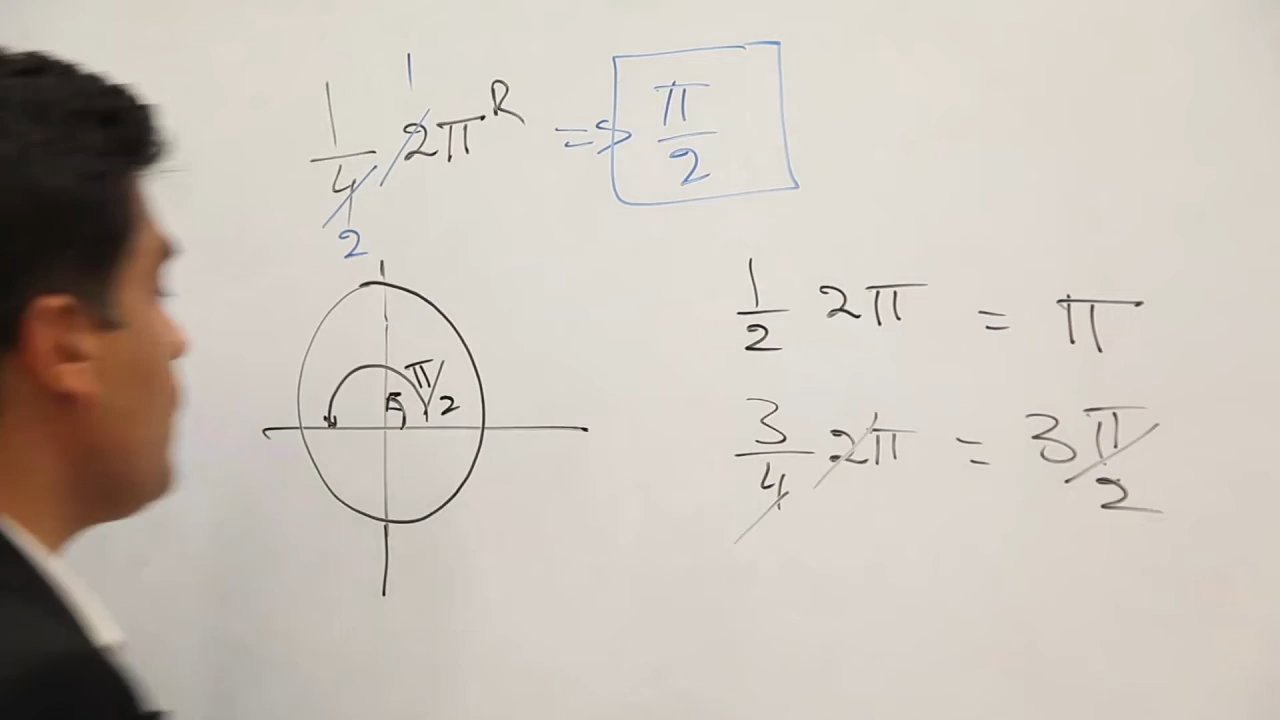 1/4 2π^R => π/2
1
2
π/2
1/2 2π = π
3/4 2π = 3π/2